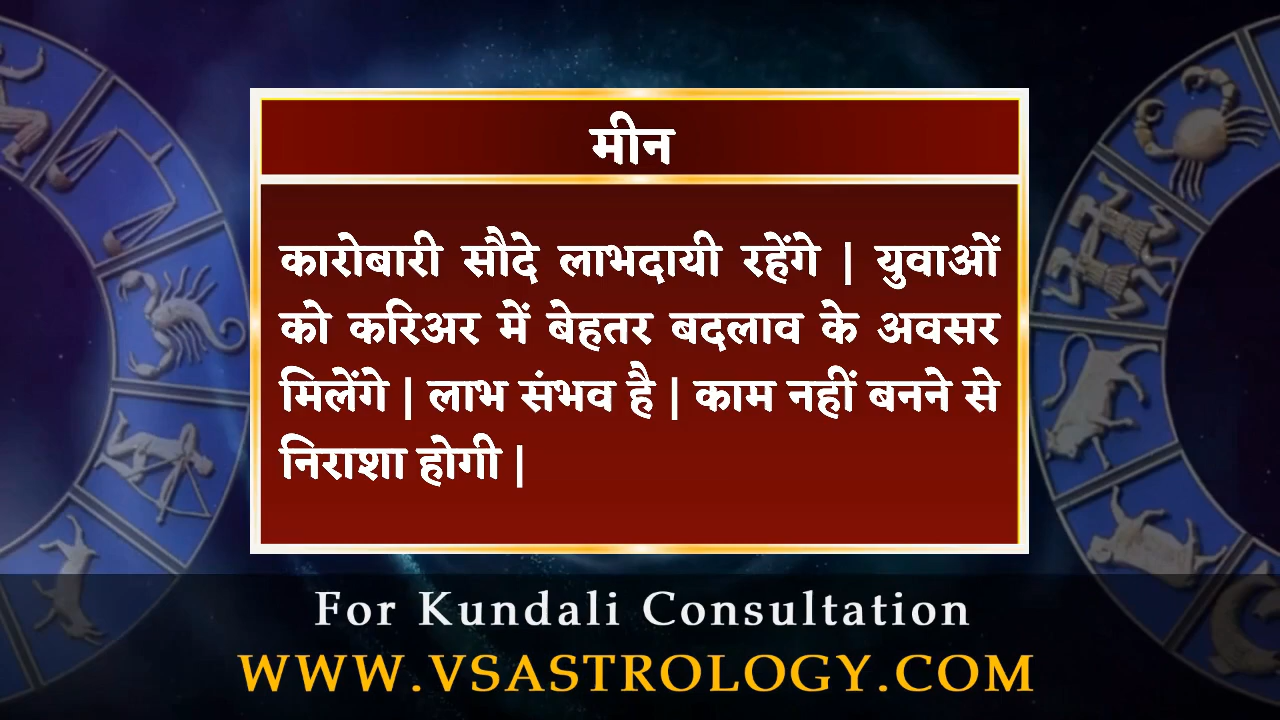 मीन
कारोबारी सौदे लाभदायी रहेंगे | युवाओं
को करिअर में बेहतर बदलाव के अवसर
मिलेंगे | लाभ संभव है | काम नहीं बनने से
निराशा होगी |
For Kundali Consultation
WWW.VSASTROLOGY.COM